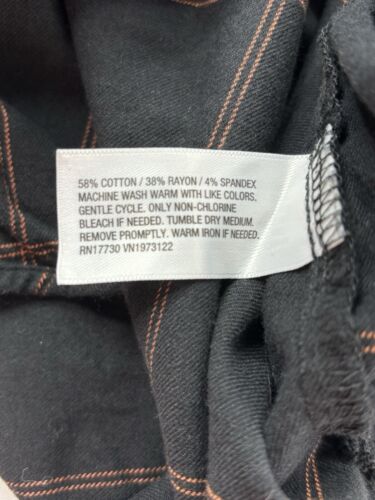 58% COTTON / 38% RAYON / 4% SPANDEX
MACHINE WASH WARM WITH LIKE COLORS,
GENTLE CYCLE. ONLY NON-CHLORINE
BLEACH IF NEEDED. TUMBLE DRY MEDIUM.
REMOVE PROMPTLY. WARM IRON IF NEEDED.
RN17730 VN1973122